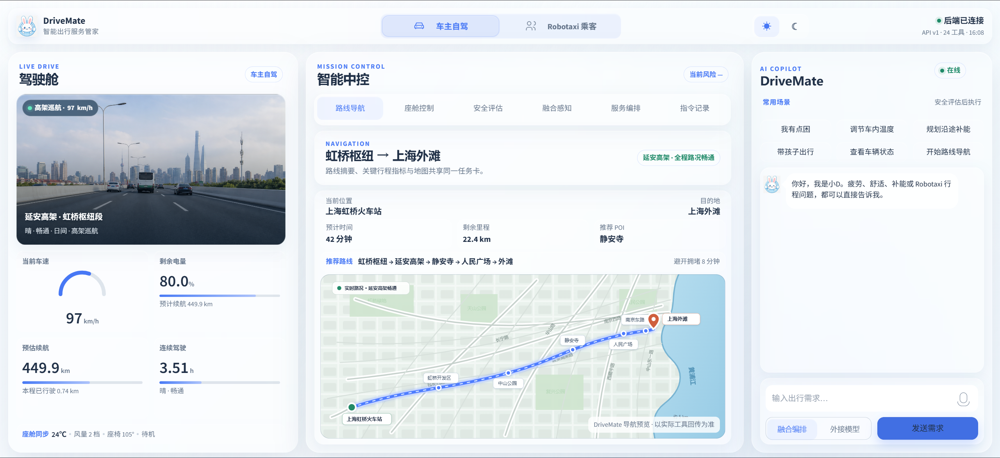 DriveMate
智能出行服务管家
车主自驾
Robotaxi 乘客
后端已连接
API v1 · 24 工具 · 16:08
LIVE DRIVE
驾驶舱
车主自驾
高架巡航 · 97 km/h
延安高架 · 虹桥枢纽段
晴 · 畅通 · 日间 · 高架巡航
当前车速
97 km/h
剩余电量
80.0%
预计续航 449.9 km
预估续航
449.9 km
本程已行驶 0.74 km
连续驾驶
3.51 h
晴 · 畅通
座舱同步 24℃ 风量 2 档 座椅 105° 待机
MISSION CONTROL
智能中控
当前风险 —
路线导航
座舱控制
安全评估
融合感知
服务编排
指令记录
NAVIGATION
虹桥枢纽 → 上海外滩
路线摘要、关键行程指标与地图共享同一任务卡。
延安高架 · 全程路况畅通
当前位置
上海虹桥火车站
目的地
上海外滩
预计时间
42 分钟
剩余里程
22.4 km
推荐 POI
静安寺
推荐路线 虹桥枢纽 → 延安高架 → 静安寺 → 人民广场 → 外滩
避开拥堵 8 分钟
实时路况 · 延安高架畅通
虹桥绿地
天山公园
民公园
南京西路
南京东路
上海外滩
华山路
长宁路
静安寺
人民广场
延安高架路
中山东一路
西藏中路
黄浦江
虹桥开发区
中山公园
复兴公园
上海虹桥火车站
约 5 km
DriveMate 导航预览 · 以实际工具回传为准
AI COPILOT
DriveMate
在线
常用场景
安全评估后执行
我有点困
调节车内温度
规划沿途补能
带孩子出行
查看车辆状态
开始路线导航
你好，我是小D。疲劳、舒适、补能或 Robotaxi 行
程问题，都可以直接告诉我。
输入出行需求...
融合编排
外接模型
发送需求